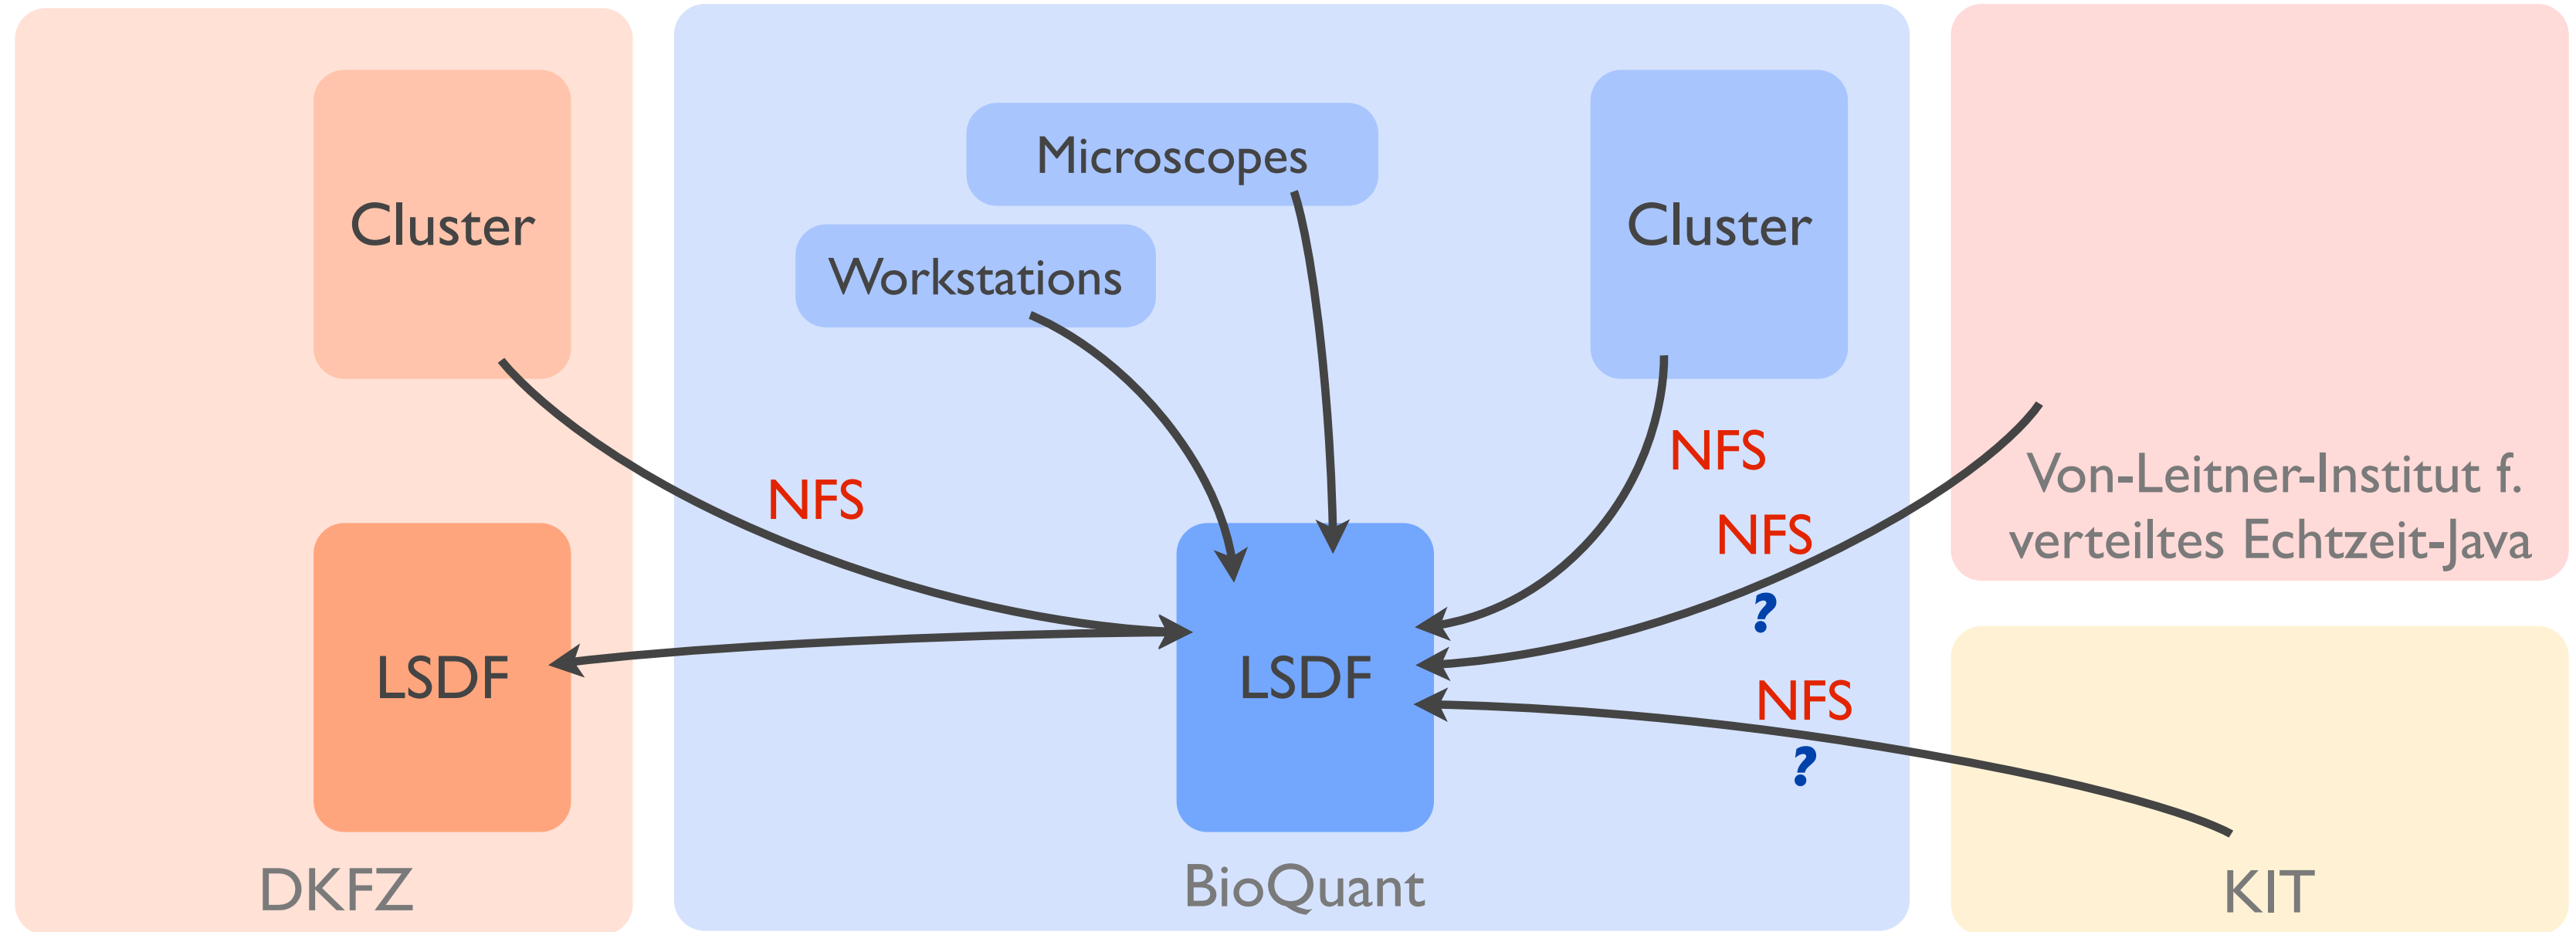 Cluster
LSDF
DKFZ
NFS
Microscopes
Workstations
Cluster
LSDF
BioQuant
NFS
NFS
?
NFS
?
Von-Leitner-Institut f.
verteiltes Echtzeit-Java
KIT